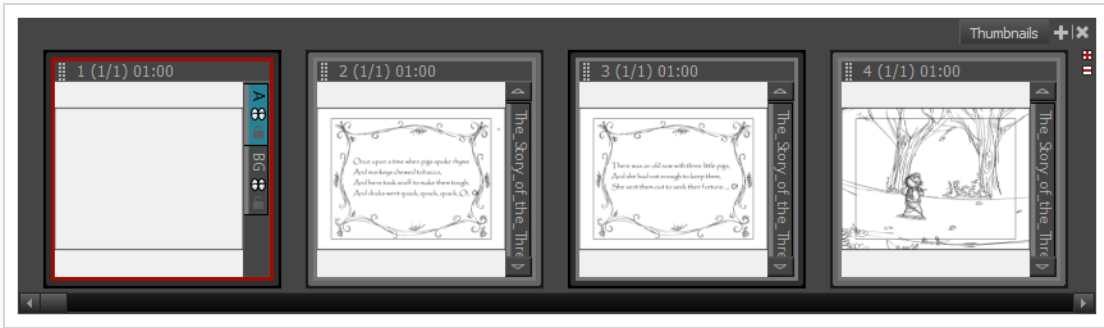 Thumbnails
1 (1/1) 01:00
A
BG
2 (1/1) 01:00
Once upon a time when pigs spoke rhyme
And monkeys chewed tobacco,
And hens took snuff to make them tough,
And ducks went quack, quack, quack, O!
The_Story_of_the_Thre
3 (1/1) 01:00
There was an old sow with three little pigs,
And she had not enough to keep them,
She sent them out to seek their fortune..., O!
The_Story_of_the_Thre
4 (1/1) 01:00
The_Story_of_the_Thre